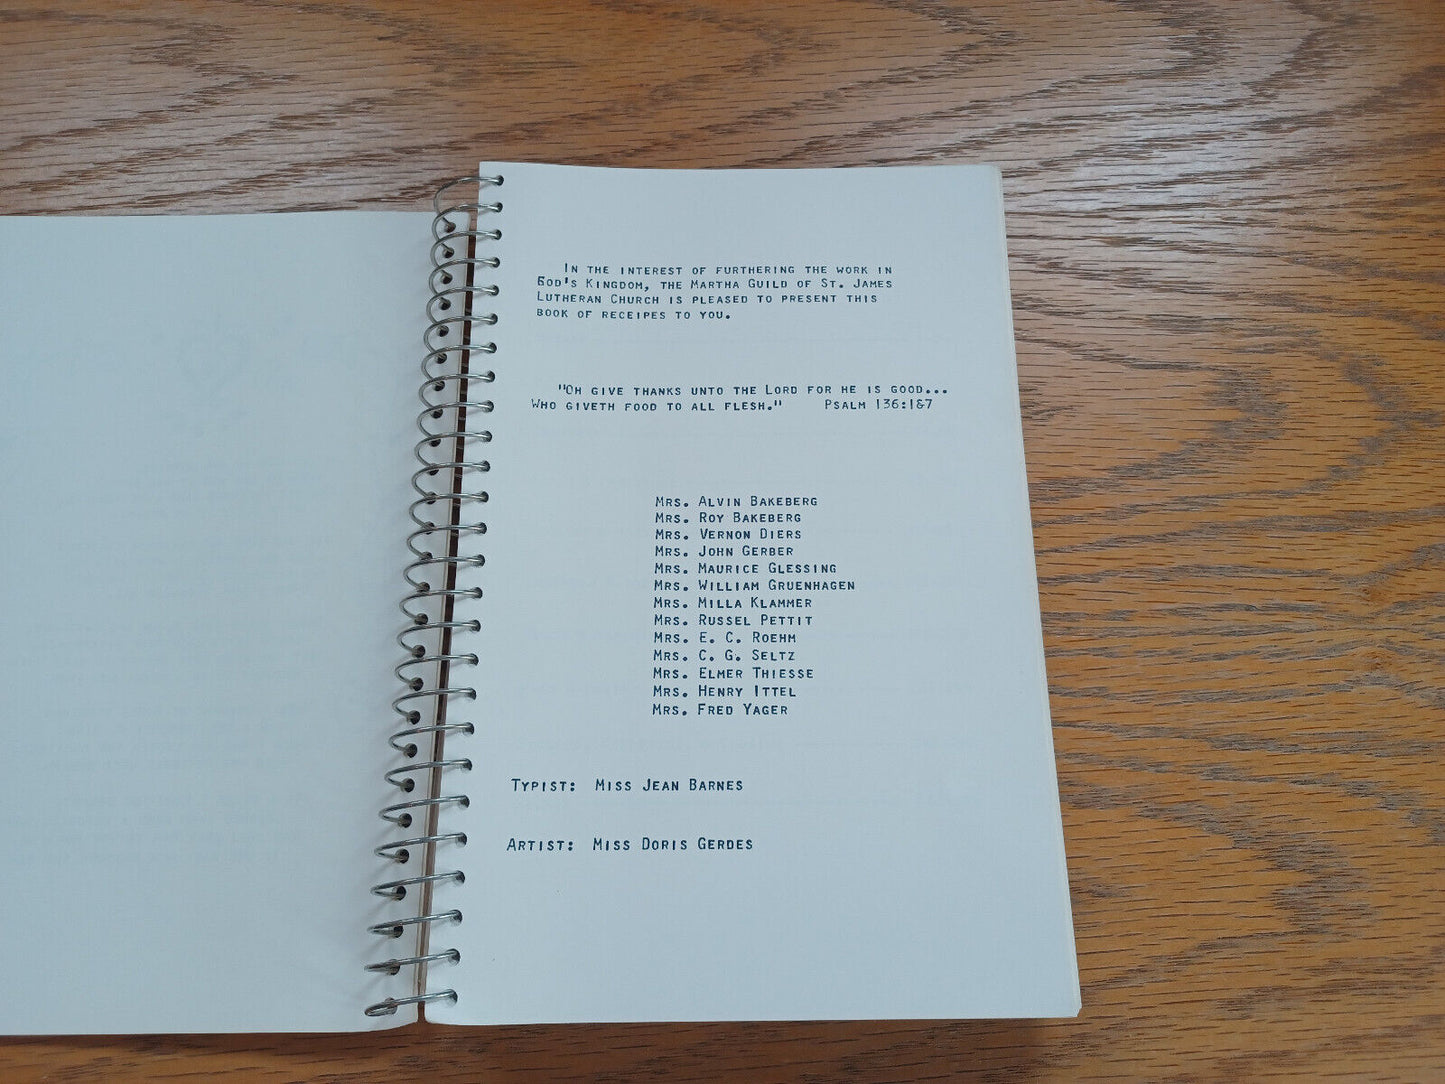 In the interest of furthering the work in
God's Kingdom, the Martha Guild of St. James
Lutheran Church is pleased to present this
book of receipes to you.
"Oh give thanks unto the Lord for he is good...
Who giveth food to all flesh." Psalm 136:1&7
Mrs. Alvin Bakeberg
Mrs. Roy Bakeberg
Mrs. Vernon Diers
Mrs. John Gerber
Mrs. Maurice Glessing
Mrs. William Gruenhagen
Mrs. Milla Klammer
Mrs. Russel Pettit
Mrs. E. C. Roehm
Mrs. C. G. Seltz
Mrs. Elmer Thiesse
Mrs. Henry Ittel
Mrs. Fred Yager
Typist: Miss Jean Barnes
Artist: Miss Doris Gerdes